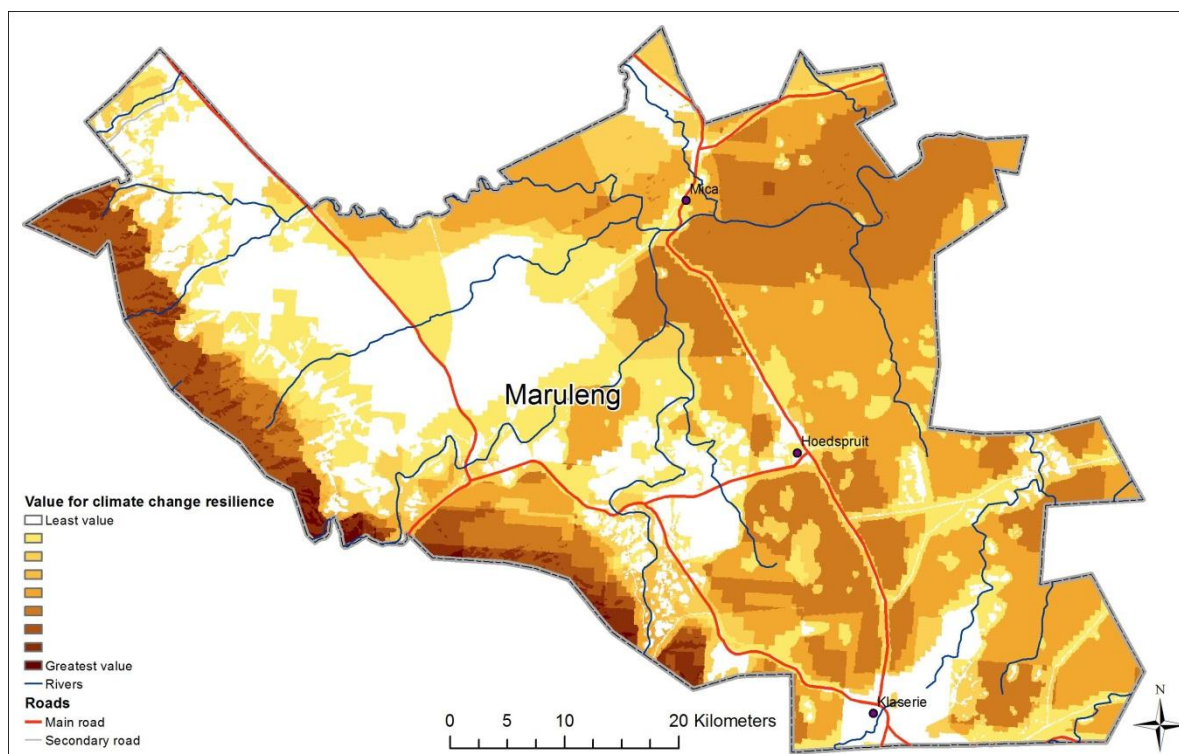 Mica
Maruleng
Hoedspruit
Klaserie
Value for climate change resilience
Least value
Greatest value
Rivers
Roads
Main road
Secondary road
0 5 10 20 Kilometers
N